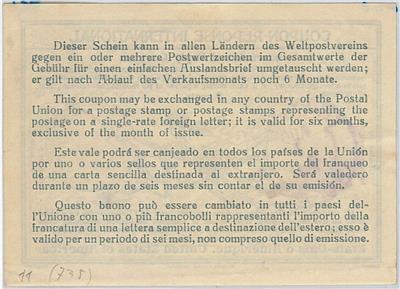 Dieser Schein kann in allen Ländern des Weltpostvereins
gegen ein oder mehrere Postwertzeichen im Gesamtwerte der
Gebühr für einen einfachen Auslandsbrief umgetauscht werden;
er gilt nach Ablauf des Verkaufsmonats noch 6 Monate.
This coupon may be exchanged in any country of the Postal
Union for a postage stamp or postage stamps representing the
postage on a single-rate foreign letter; it is valid for six months,
exclusive of the month of issue.
Este vale podrá ser canjeado en todos los países de la Unión
por uno o varios sellos que representen el importe del franqueo
de una carta sencilla destinada al extranjero. Será valedero
durante un plazo de seis meses sin contar el de su emisión.
Questo buono può essere cambiato in tutti i paesi del-
l'Unione con uno o più francobolli rappresentanti l'importo della
francatura di una lettera semplice a destinazione dell'estero; esso è
valido per un periodo di sei mesi, non compreso quello di emissione.
11 (735)